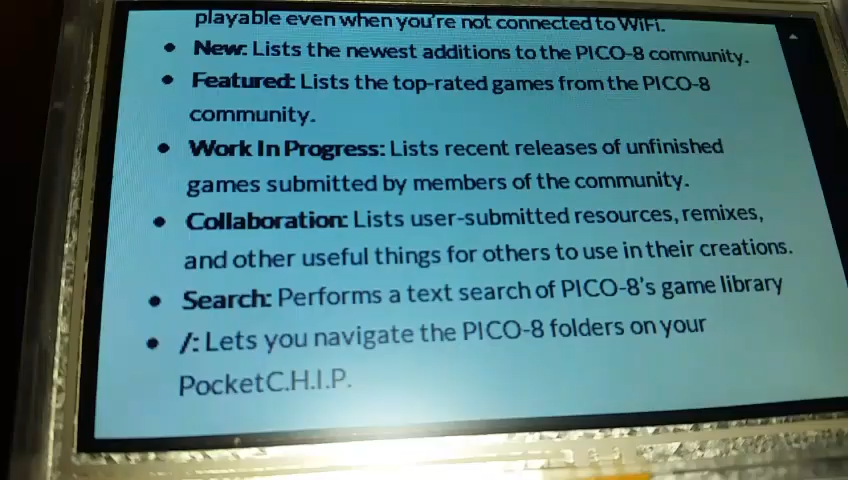 playable even when you're not connected to WiFi.
• New: Lists the newest additions to the PICO-8 community.
• Featured: Lists the top-rated games from the PICO-8
community.
• Work In Progress: Lists recent releases of unfinished
games submitted by members of the community.
• Collaboration: Lists user-submitted resources, remixes,
and other useful things for others to use in their creations.
• Search: Performs a text search of PICO-8's game library
• /: Lets you navigate the PICO-8 folders on your
PocketC.H.I.P.